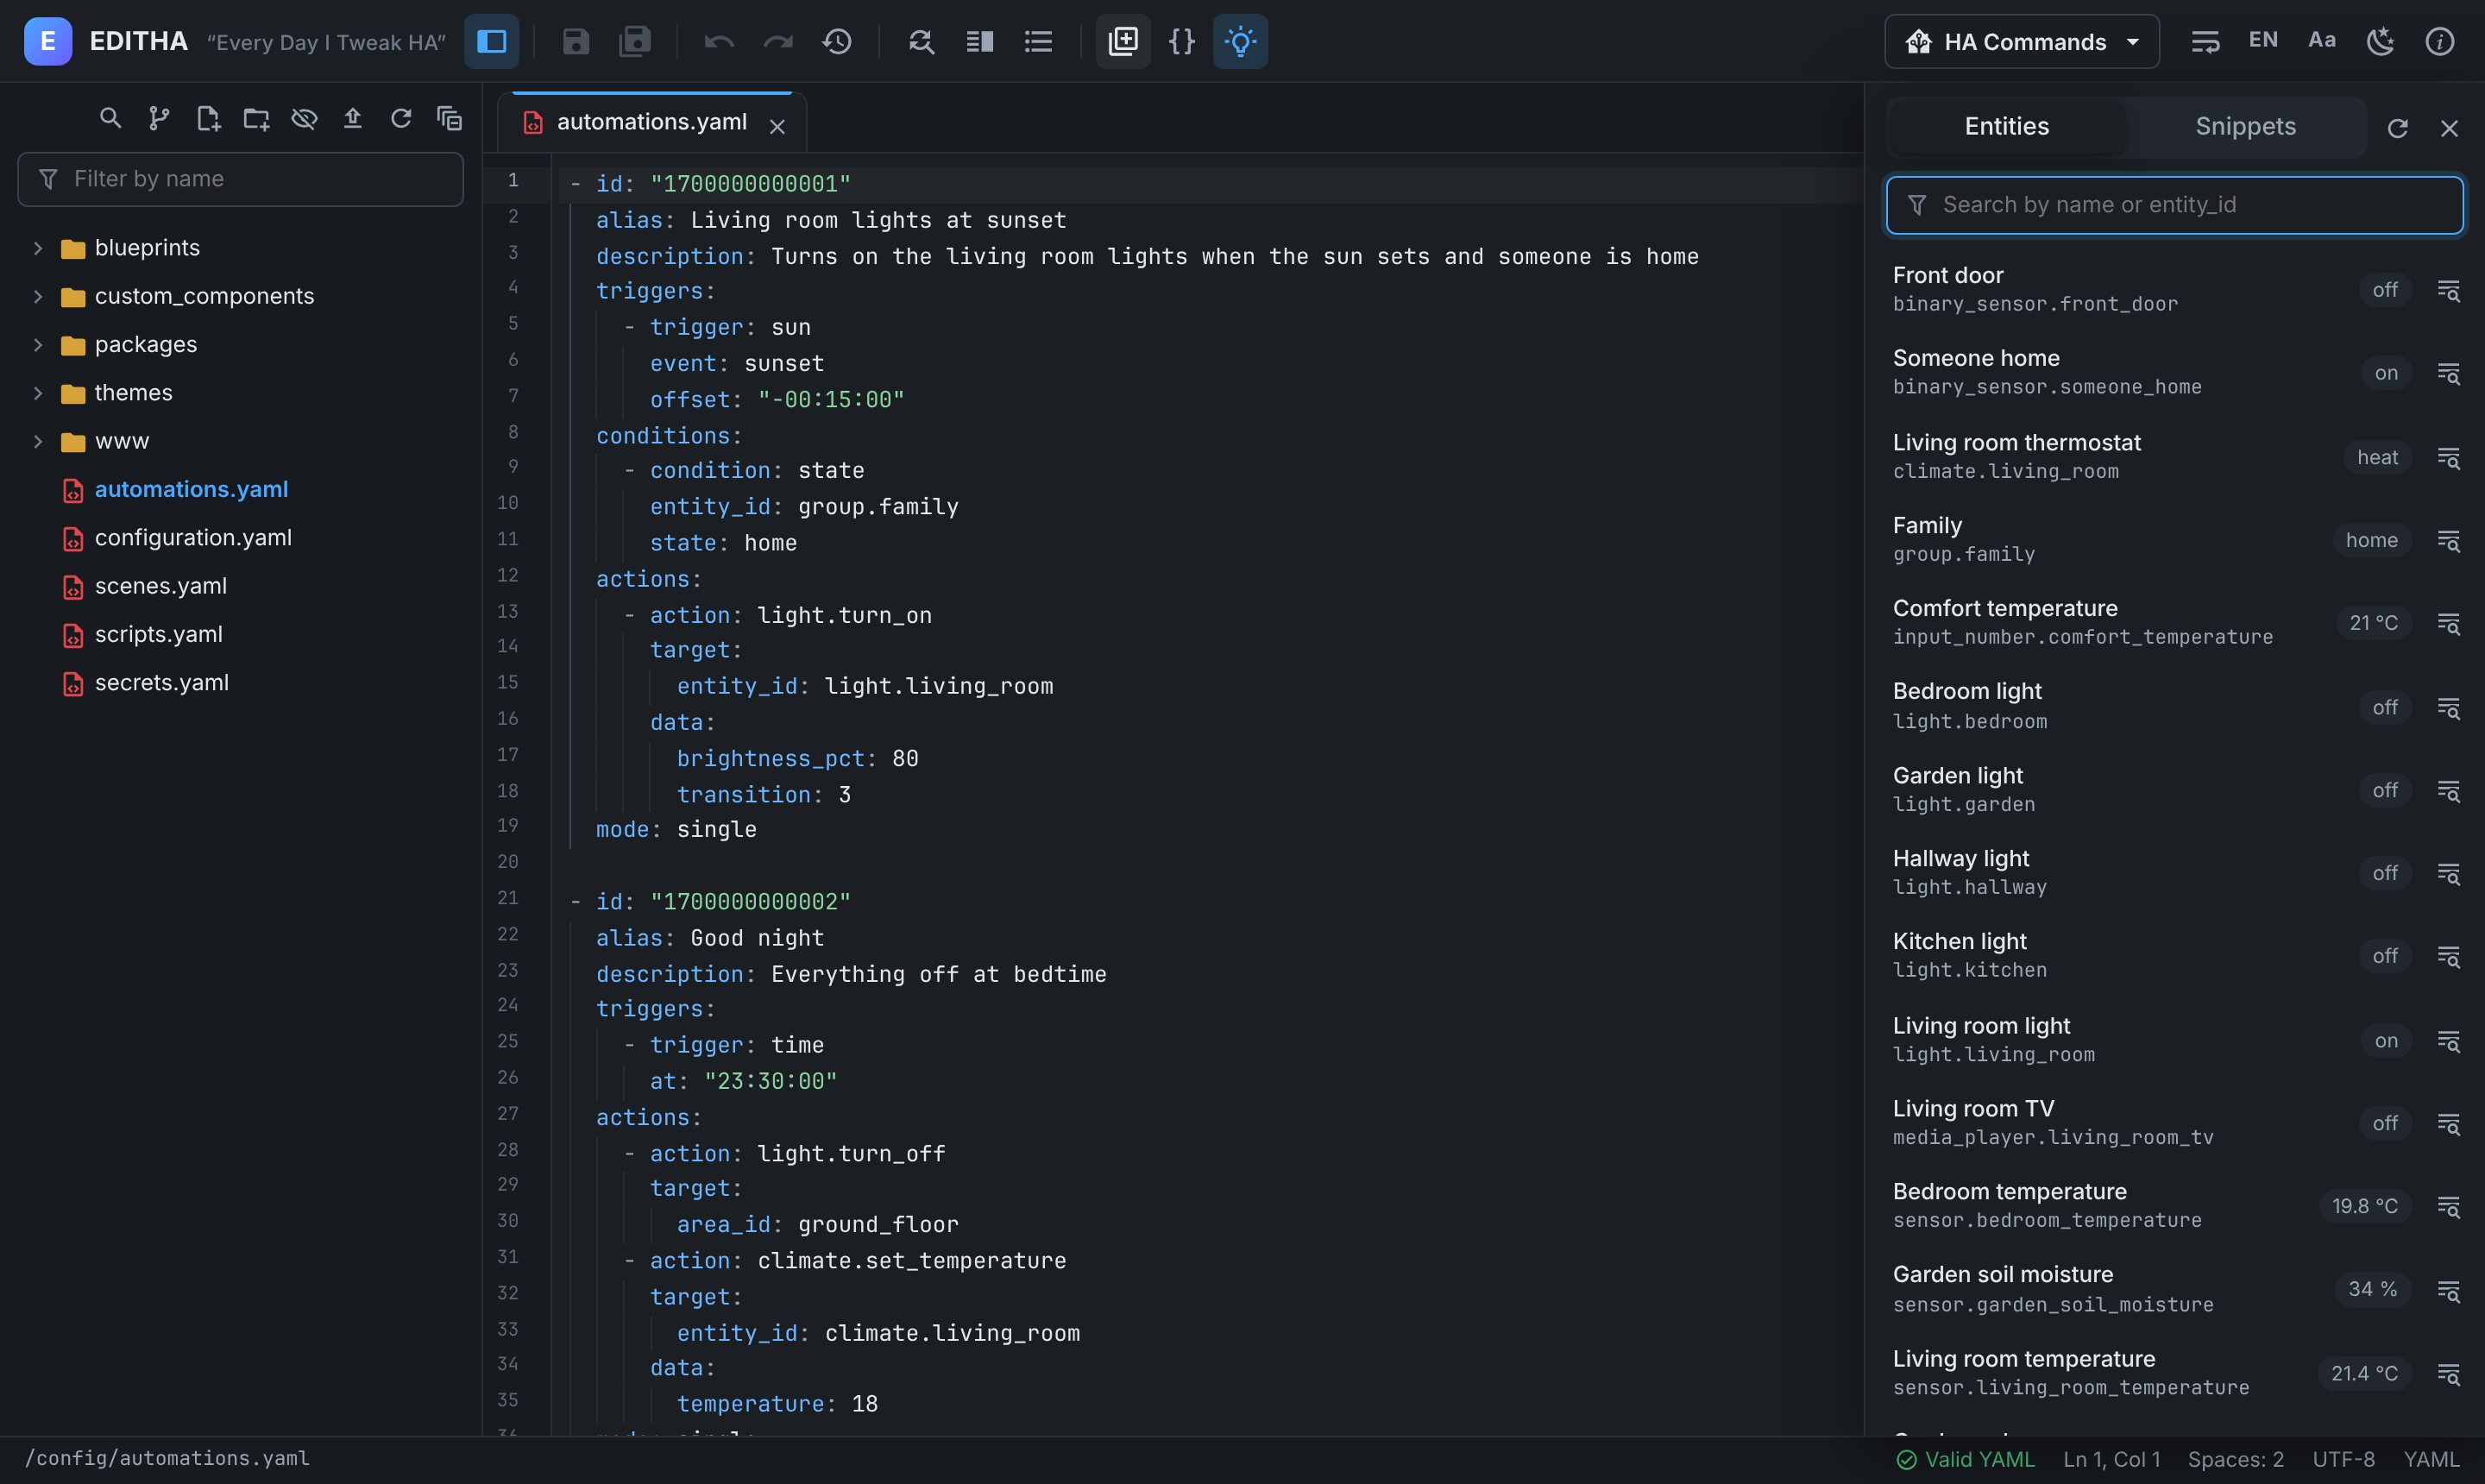 E EDITHA “Every Day I Tweak HA” HA Commands EN Aa
Filter by name
blueprints
custom_components
packages
themes
www
automations.yaml
configuration.yaml
scenes.yaml
scripts.yaml
secrets.yaml
automations.yaml
1 - id: "1700000000001"
2 alias: Living room lights at sunset
3 description: Turns on the living room lights when the sun sets and someone is home
4 triggers:
5 - trigger: sun
6 event: sunset
7 offset: "-00:15:00"
8 conditions:
9 - condition: state
10 entity_id: group.family
11 state: home
12 actions:
13 - action: light.turn_on
14 target:
15 entity_id: light.living_room
16 data:
17 brightness_pct: 80
18 transition: 3
19 mode: single
20
21 - id: "1700000000002"
22 alias: Good night
23 description: Everything off at bedtime
24 triggers:
25 - trigger: time
26 at: "23:30:00"
27 actions:
28 - action: light.turn_off
29 target:
30 area_id: ground_floor
31 - action: climate.set_temperature
32 target:
33 entity_id: climate.living_room
34 data:
35 temperature: 18
Entities Snippets
Search by name or entity_id
Front door
binary_sensor.front_door
off
Someone home
binary_sensor.someone_home
on
Living room thermostat
climate.living_room
heat
Family
group.family
home
Comfort temperature
input_number.comfort_temperature
21 °C
Bedroom light
light.bedroom
off
Garden light
light.garden
off
Hallway light
light.hallway
off
Kitchen light
light.kitchen
off
Living room light
light.living_room
on
Living room TV
media_player.living_room_tv
off
Bedroom temperature
sensor.bedroom_temperature
19.8 °C
Garden soil moisture
sensor.garden_soil_moisture
34 %
Living room temperature
sensor.living_room_temperature
21.4 °C
/config/automations.yaml Valid YAML Ln 1, Col 1 Spaces: 2 UTF-8 YAML